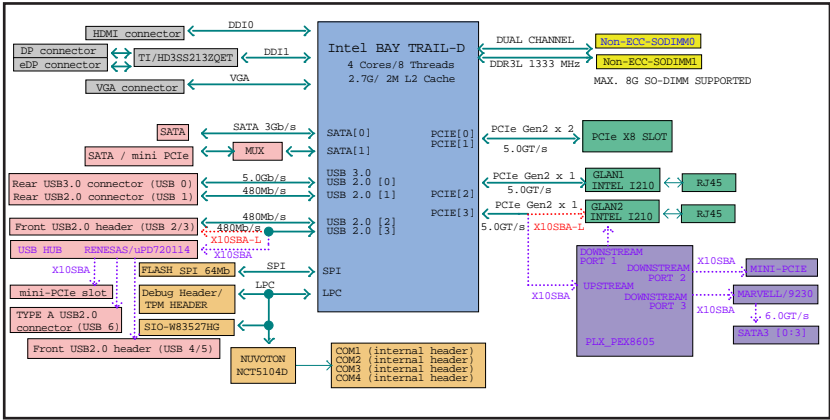 HDMI connector
DDI0
DP connector
eDP connector
TI/HD3SS213ZQET
DDI1
VGA connector
VGA
Intel BAY TRAIL-D
4 Cores/8 Threads
2.7G/ 2M L2 Cache
DUAL CHANNEL
DDR3L 1333 MHz
Non-ECC-SODIMM0
Non-ECC-SODIMM1
MAX. 8G SO-DIMM SUPPORTED
SATA
SATA 3Gb/s
SATA[0]
SATA / mini PCIe
MUX
SATA[1]
PCIE[0]
PCIE[1]
PCIe Gen2 x 2
5.0GT/s
PCIe X8 SLOT
Rear USB3.0 connector (USB 0)
Rear USB2.0 connector (USB 1)
5.0Gb/s
480Mb/s
USB 3.0
USB 2.0 [0]
USB 2.0 [1]
PCIE[2]
PCIe Gen2 x 1
5.0GT/s
GLAN1
INTEL I210
RJ45
Front USB2.0 header (USB 2/3)
480Mb/s
480Mb/s
X10SBA-L
USB 2.0 [2]
USB 2.0 [3]
PCIE[3]
PCIe Gen2 x 1
5.0GT/s
X10SBA-L
GLAN2
INTEL I210
RJ45
USB HUB RENESAS/uPD720114
X10SBA
X10SBA
FLASH SPI 64Mb
SPI
SPI
mini-PCIe slot
Debug Header/
TPM HEADER
LPC
LPC
TYPE A USB2.0
connector (USB 6)
SIO-W83527HG
Front USB2.0 header (USB 4/5)
NUVOTON
NCT5104D
COM1 (internal header)
COM2 (internal header)
COM3 (internal header)
COM4 (internal header)
X10SBA
DOWNSTREAM
PORT 1
UPSTREAM
DOWNSTREAM
PORT 2
DOWNSTREAM
PORT 3
PLX_PEX8605
X10SBA
MINI-PCIE
X10SBA
MARVELL/9230
6.0GT/s
SATA3 [0:3]